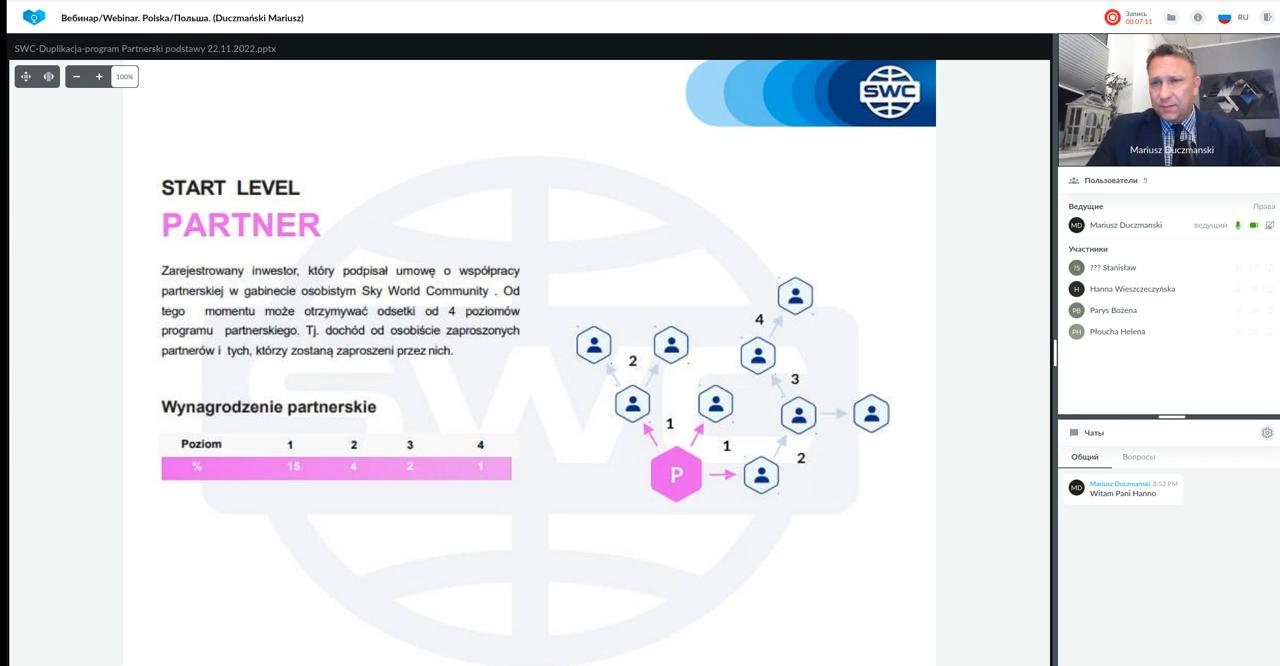 Вебинар/Webinar. Polska/Польша. (Duczmański Mariusz)
Запись
00:07:11
RU
SWC-Duplikacja-program Partnerski podstawy 22.11.2022.pptx
100%
SWC
START LEVEL
PARTNER
Zarejestrowany inwestor, który podpisał umowę o współpracy
partnerskiej w gabinecie osobistym Sky World Community . Od
tego momentu może otrzymywać odsetki od 4 poziomów
programu partnerskiego. Tj. dochód od osobiście zaproszonych
partnerów i tych, którzy zostaną zaproszeni przez nich.
Wynagrodzenie partnerskie
Poziom 1 2 3 4
% 15 4 2 1
4
2
3
1
1
2
P
SWC
Mariusz Duczmanski
Пользователи 5
Ведущие Права
MD Mariusz Duczmanski ведущий
Участники
?S ??? Stanisław
H Hanna Wieszczeczyńska
PB Parys Bożena
PH Płoucha Helena
Чаты
Общий Вопросы
MD Mariusz Duczmanski 8:52 PM
Witam Pani Hanno